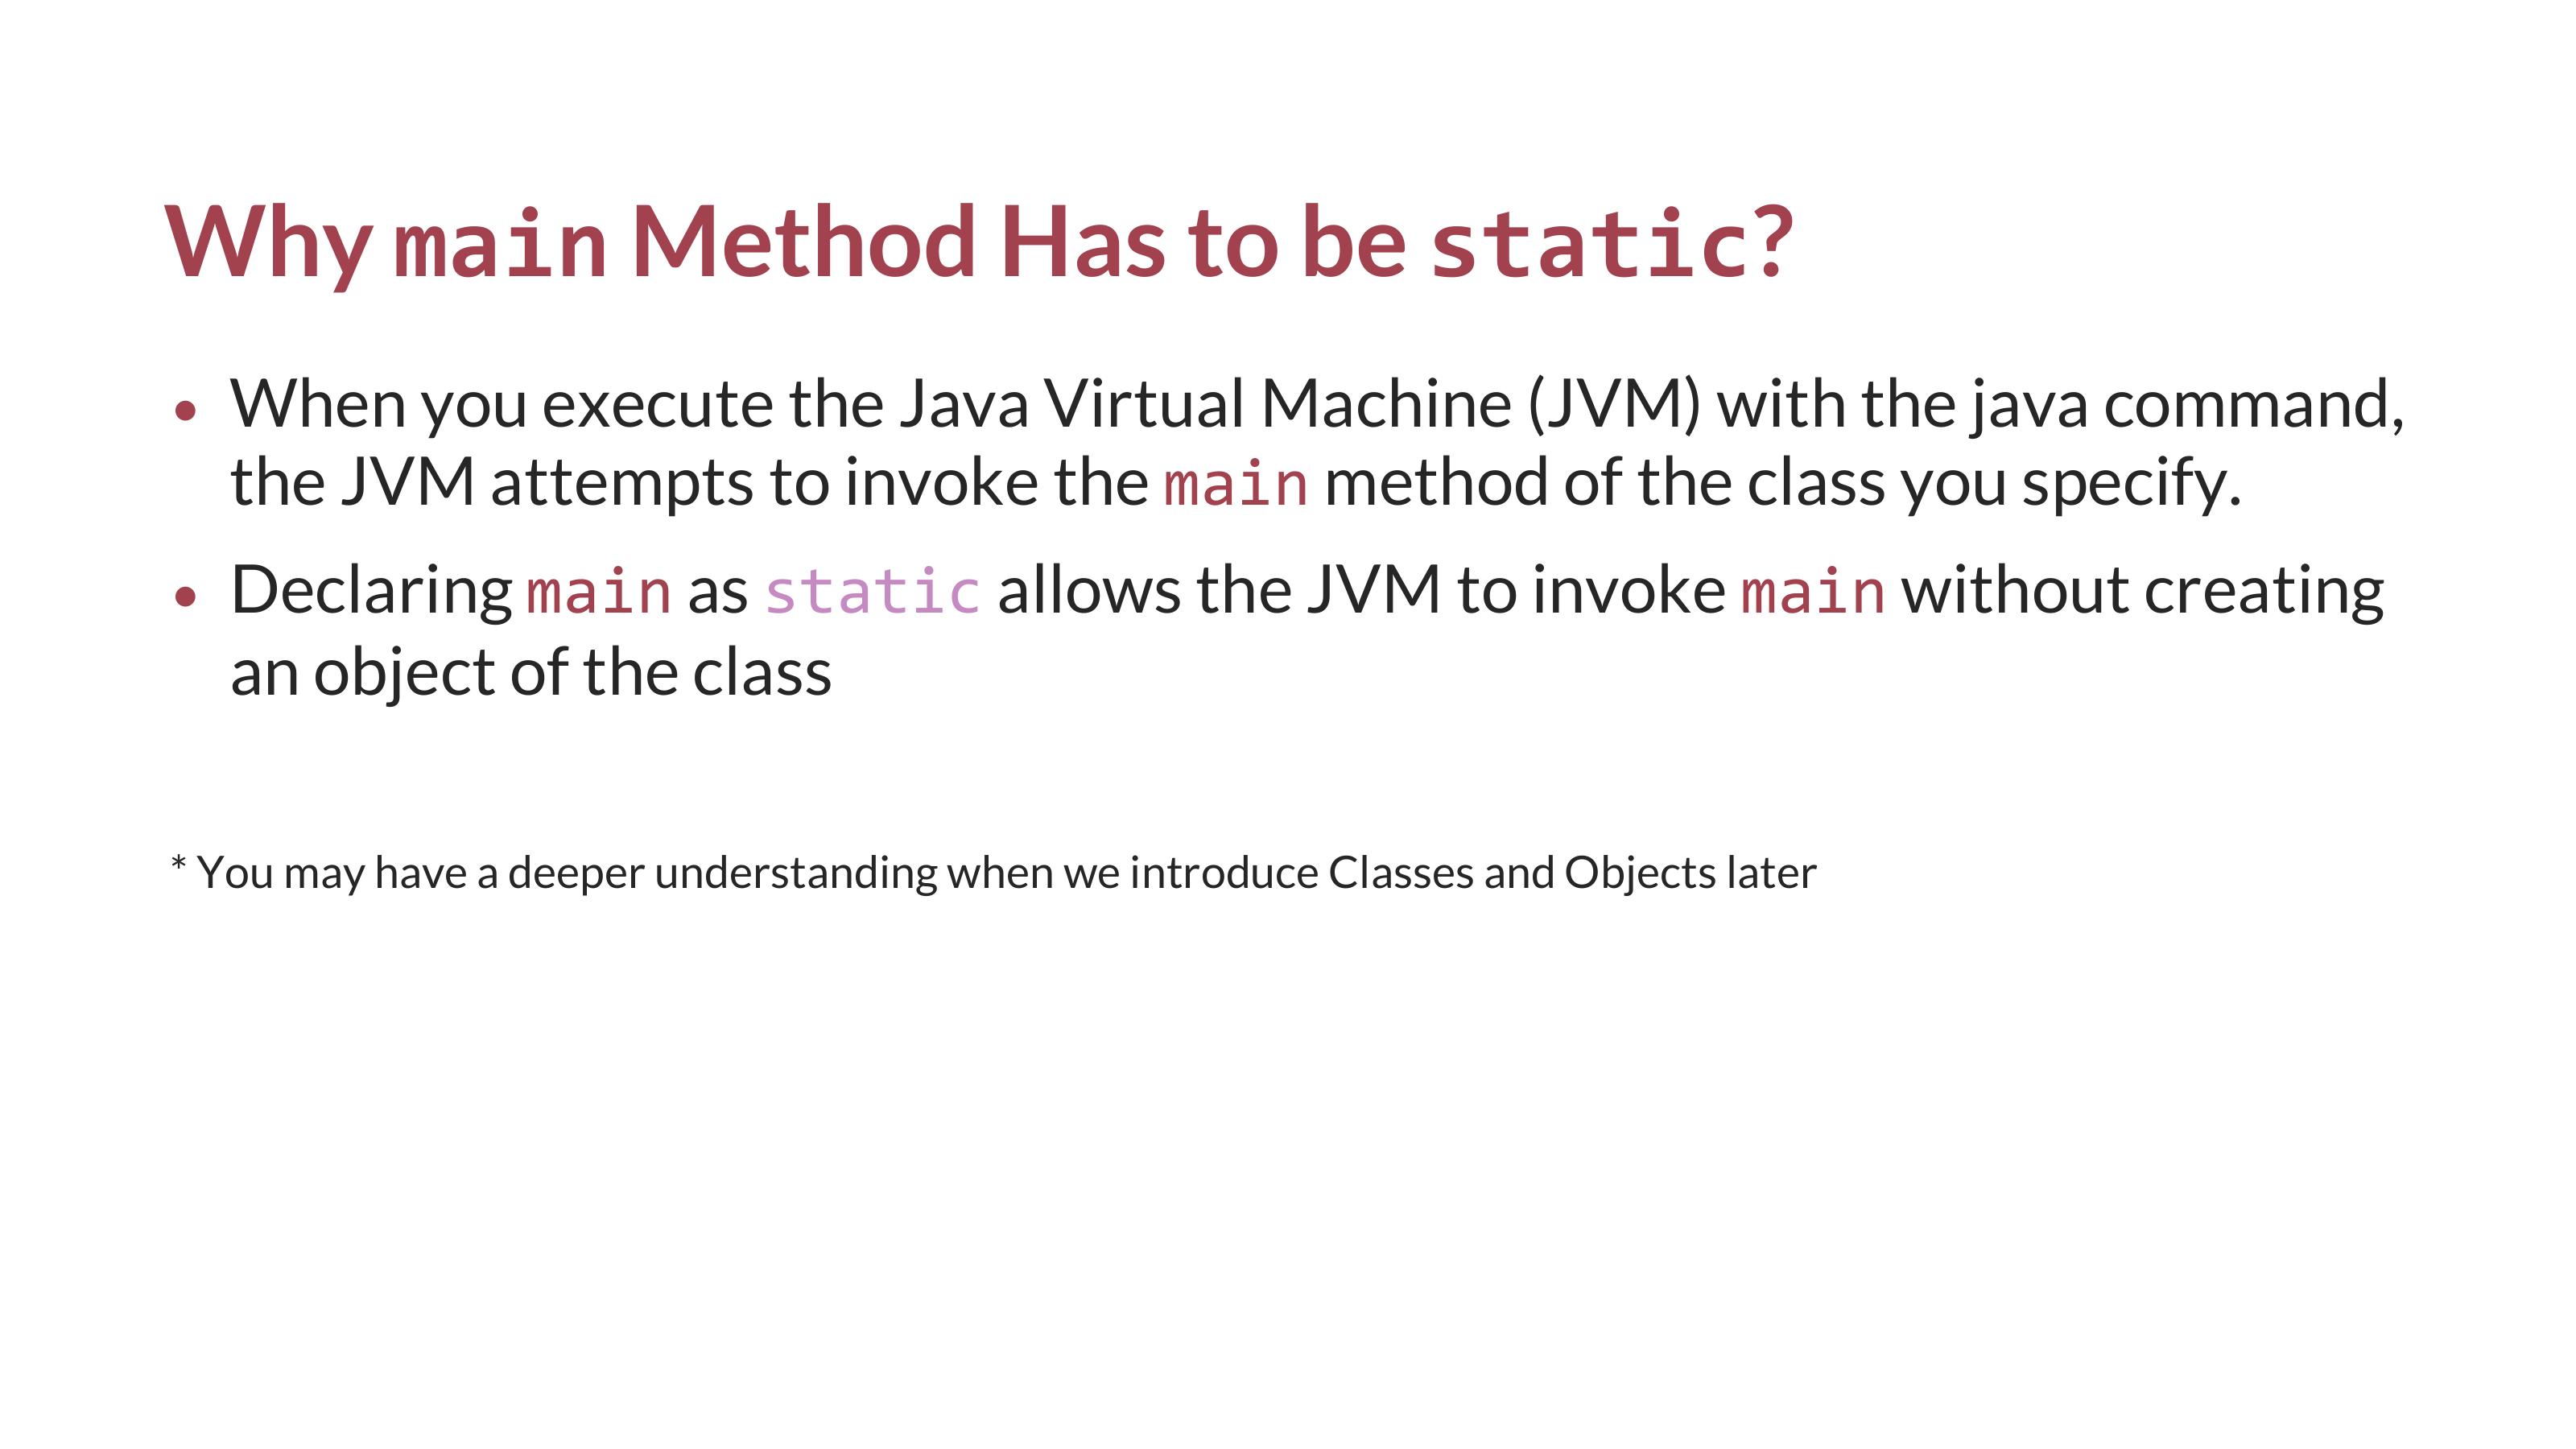 Why main Method Has to be static?
• When you execute the Java Virtual Machine (JVM) with the java command,
the JVM attempts to invoke the main method of the class you specify.
• Declaring main as static allows the JVM to invoke main without creating
an object of the class
* You may have a deeper understanding when we introduce Classes and Objects later